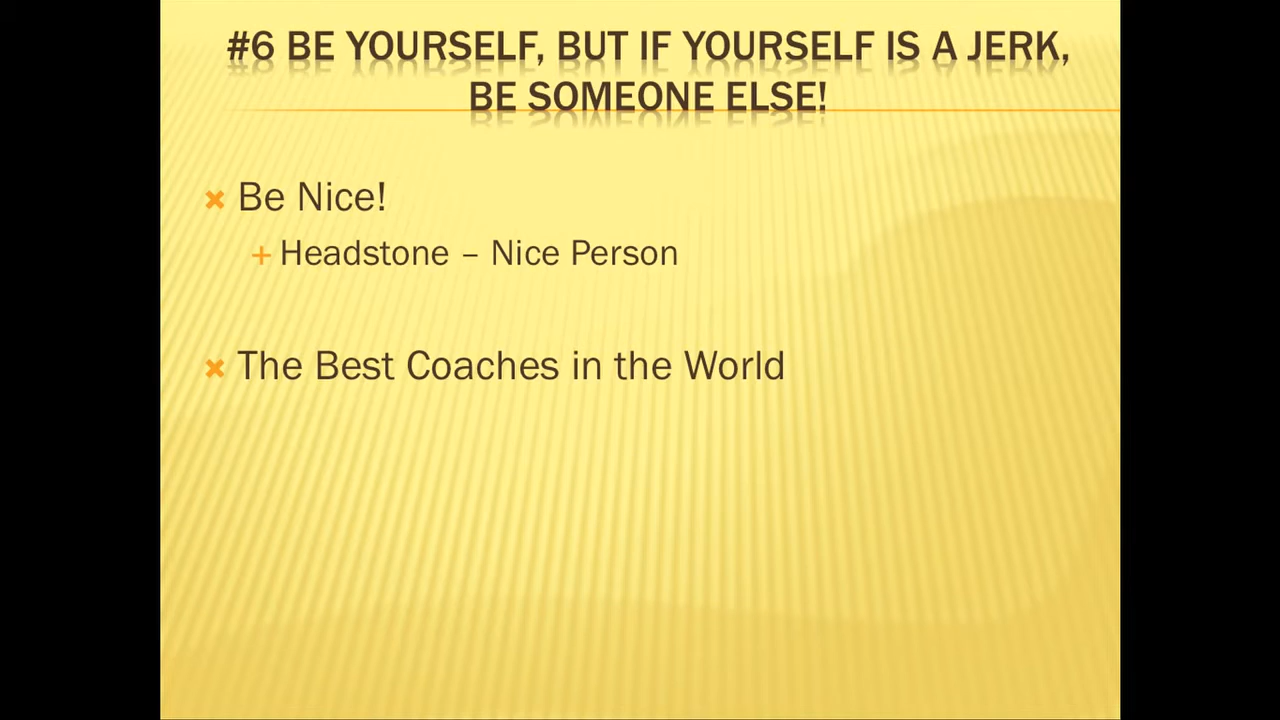 #6 BE YOURSELF, BUT IF YOURSELF IS A JERK,
BE SOMEONE ELSE!
Be Nice!
Headstone – Nice Person
The Best Coaches in the World